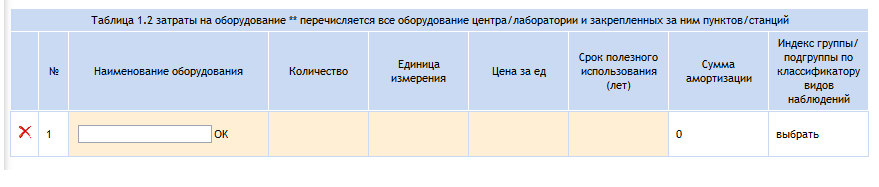 Таблица 1.2 затраты на оборудование ** перечисляется все оборудование центра/лаборатории и закрепленных за ним пунктов/станций
№
Наименование оборудования
Количество
Единица
измерения
Цена за ед
Срок полезного
использования
(лет)
Сумма
амортизации
Индекс группы/
подгруппы по
классификатору
видов
наблюдений
1
OK
0
выбрать